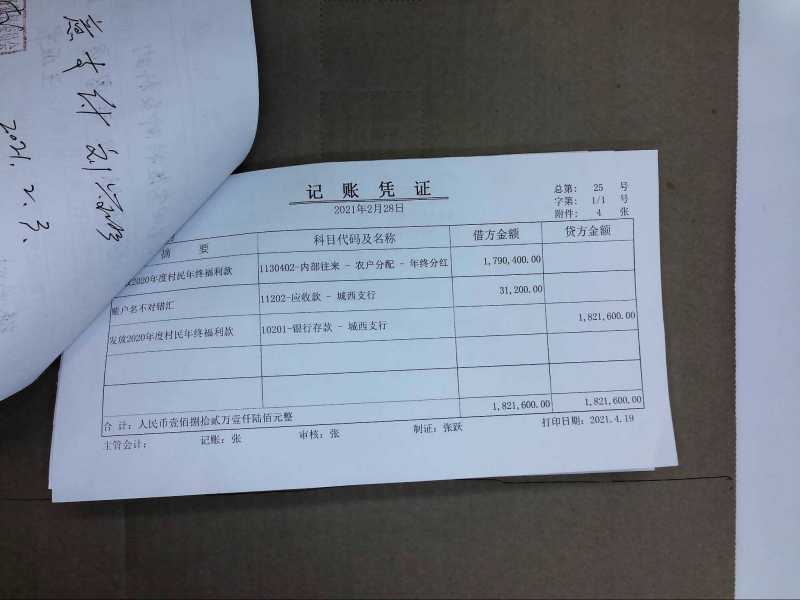 记账凭证
2021年2月28日
总第: 25 号
字第: 1/1 号
附件: 4 张
摘 要 科目代码及名称 借方金额 贷方金额
2020年度村民年终福利款 1130402-内部往来 - 农户分配 - 年终分红 1,790,400.00
账户名不对错汇 11202-应收款 - 城西支行 31,200.00
发放2020年度村民年终福利款 10201-银行存款 - 城西支行 1,821,600.00
合 计: 人民币壹佰捌拾贰万壹仟陆佰元整 1,821,600.00 1,821,600.00
主管会计: 记账: 张 审核: 张 制证: 张跃 打印日期: 2021.4.19
2021. 2. 3.